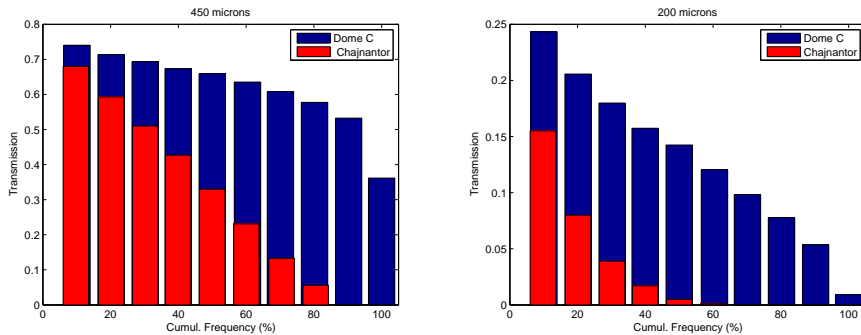 450 microns
0.8
0.7
0.6
0.5
0.4
0.3
0.2
0.1
0
Transmission
Dome C
Chajnantor
20 40 60 80 100
Cumul. Frequency (%)
200 microns
0.25
0.2
0.15
0.1
0.05
0
Transmission
Dome C
Chajnantor
20 40 60 80 100
Cumul. Frequency (%)